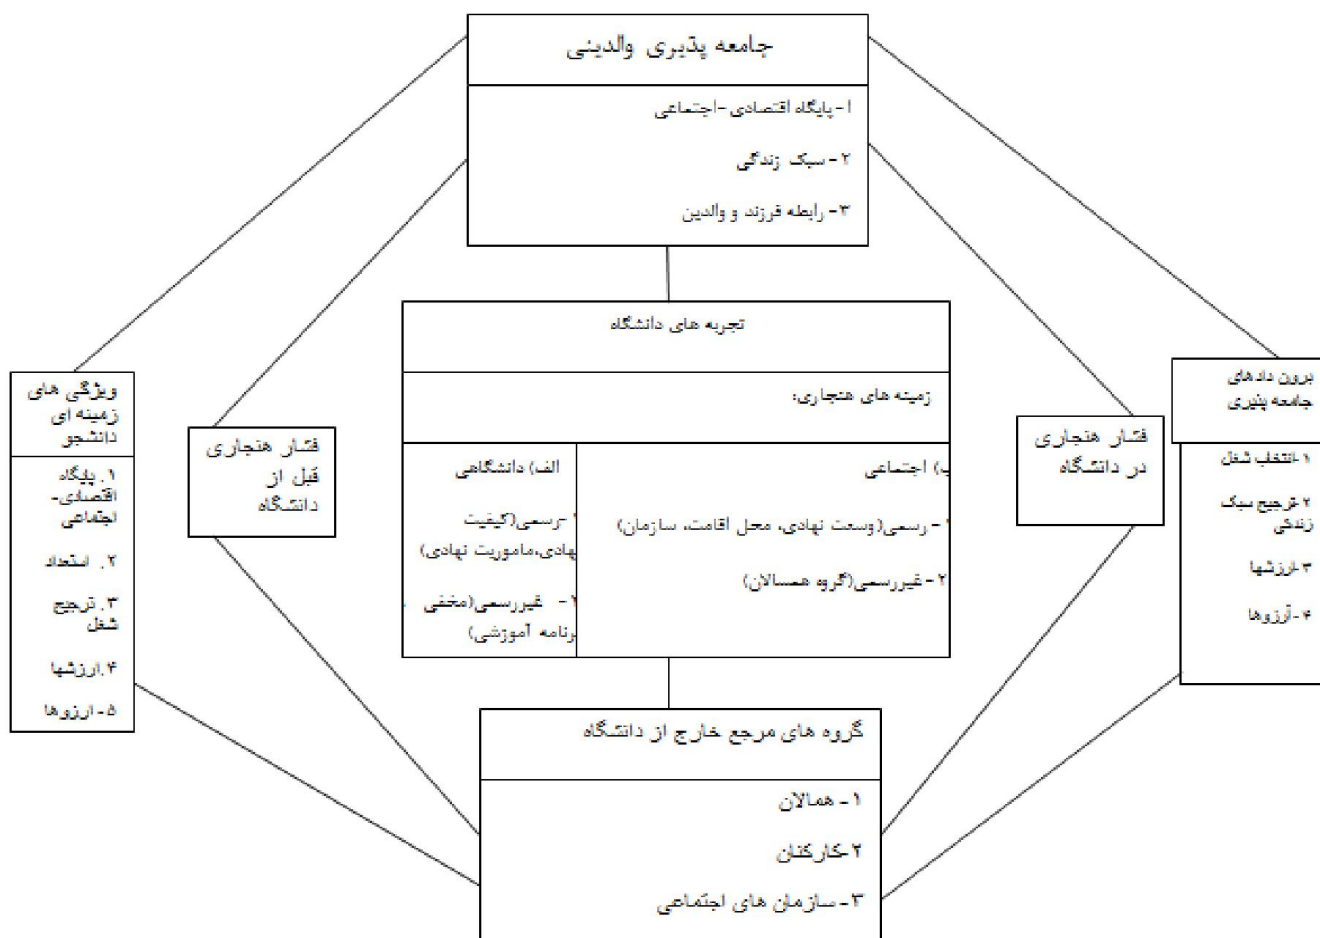 جامعه پذیری والدینی
۱- پایگاه اقتصادی -اجتماعی
۲- سبک زندگی
۳- رابطه فرزند و والدین
تجربه های دانشگاه
زمینه های هنجاری:
ب) اجتماعی
- رسمی(وسعت نهادی، محل اقامت، سازمان)
۲- غیررسمی(گروه همسالان)
الف) دانشگاهی
-رسمی(کیفیت
نهادی،ماموریت نهادی)
۲- غیررسمی(مخفی
برنامه آموزشی)
برون دادهای
جامعه پذیری
۱-انتخاب شغل
۲-ترجیح سبک
زندگی
۳-ارزشها
۴-آرزوها
فشار هنجاری
در دانشگاه
فشار هنجاری
قبل از
دانشگاه
ویژگی های
زمینه ای
دانشجو
۱. پایگاه
اقتصادی-
اجتماعی
۲. استعداد
۳. ترجیح
شغل
۴.ارزشها
۵-ارزوها
گروه های مرجع خارج از دانشگاه
۱- همالان
۲-کارکنان
۳- سازمان های اجتماعی